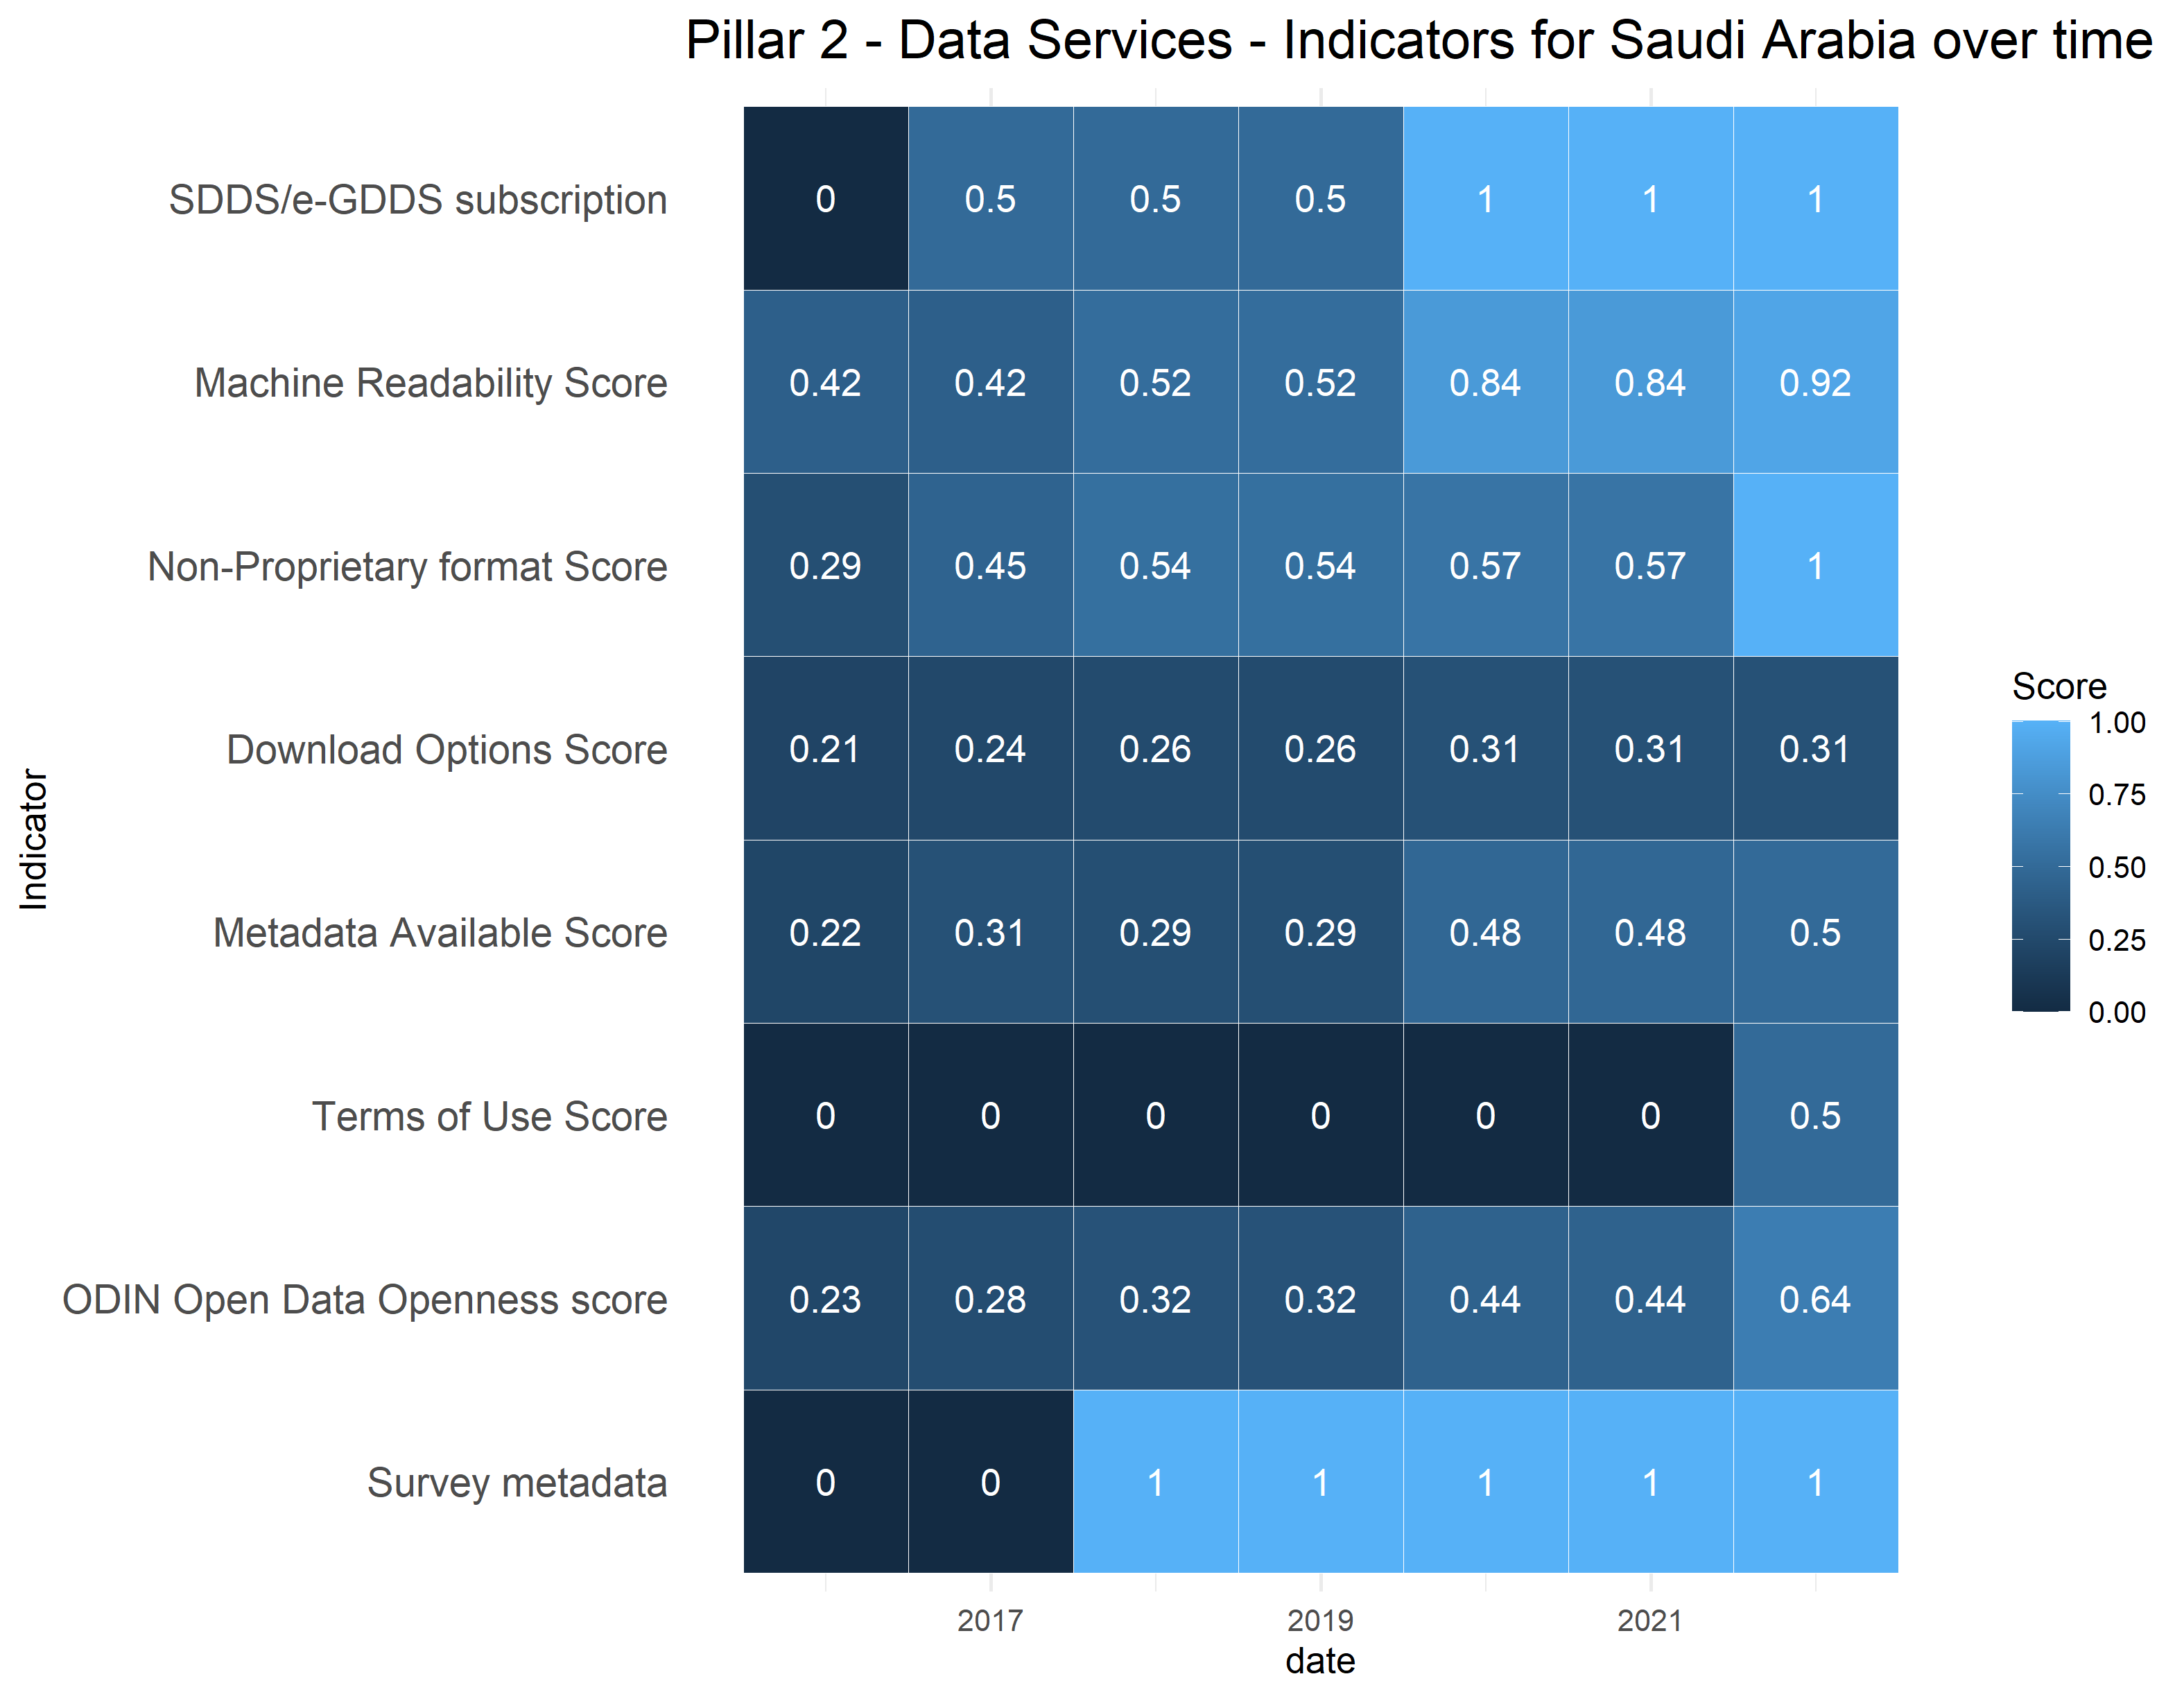 Pillar 2 - Data Services - Indicators for Saudi Arabia over time
SDDS/e-GDDS subscription 0 0.5 0.5 0.5 1 1 1
Machine Readability Score 0.42 0.42 0.52 0.52 0.84 0.84 0.92
Non-Proprietary format Score 0.29 0.45 0.54 0.54 0.57 0.57 1
Download Options Score 0.21 0.24 0.26 0.26 0.31 0.31 0.31
Metadata Available Score 0.22 0.31 0.29 0.29 0.48 0.48 0.5
Terms of Use Score 0 0 0 0 0 0 0.5
ODIN Open Data Openness score 0.23 0.28 0.32 0.32 0.44 0.44 0.64
Survey metadata 0 0 1 1 1 1 1
2017 2019 2021
date
Indicator
Score
1.00
0.75
0.50
0.25
0.00